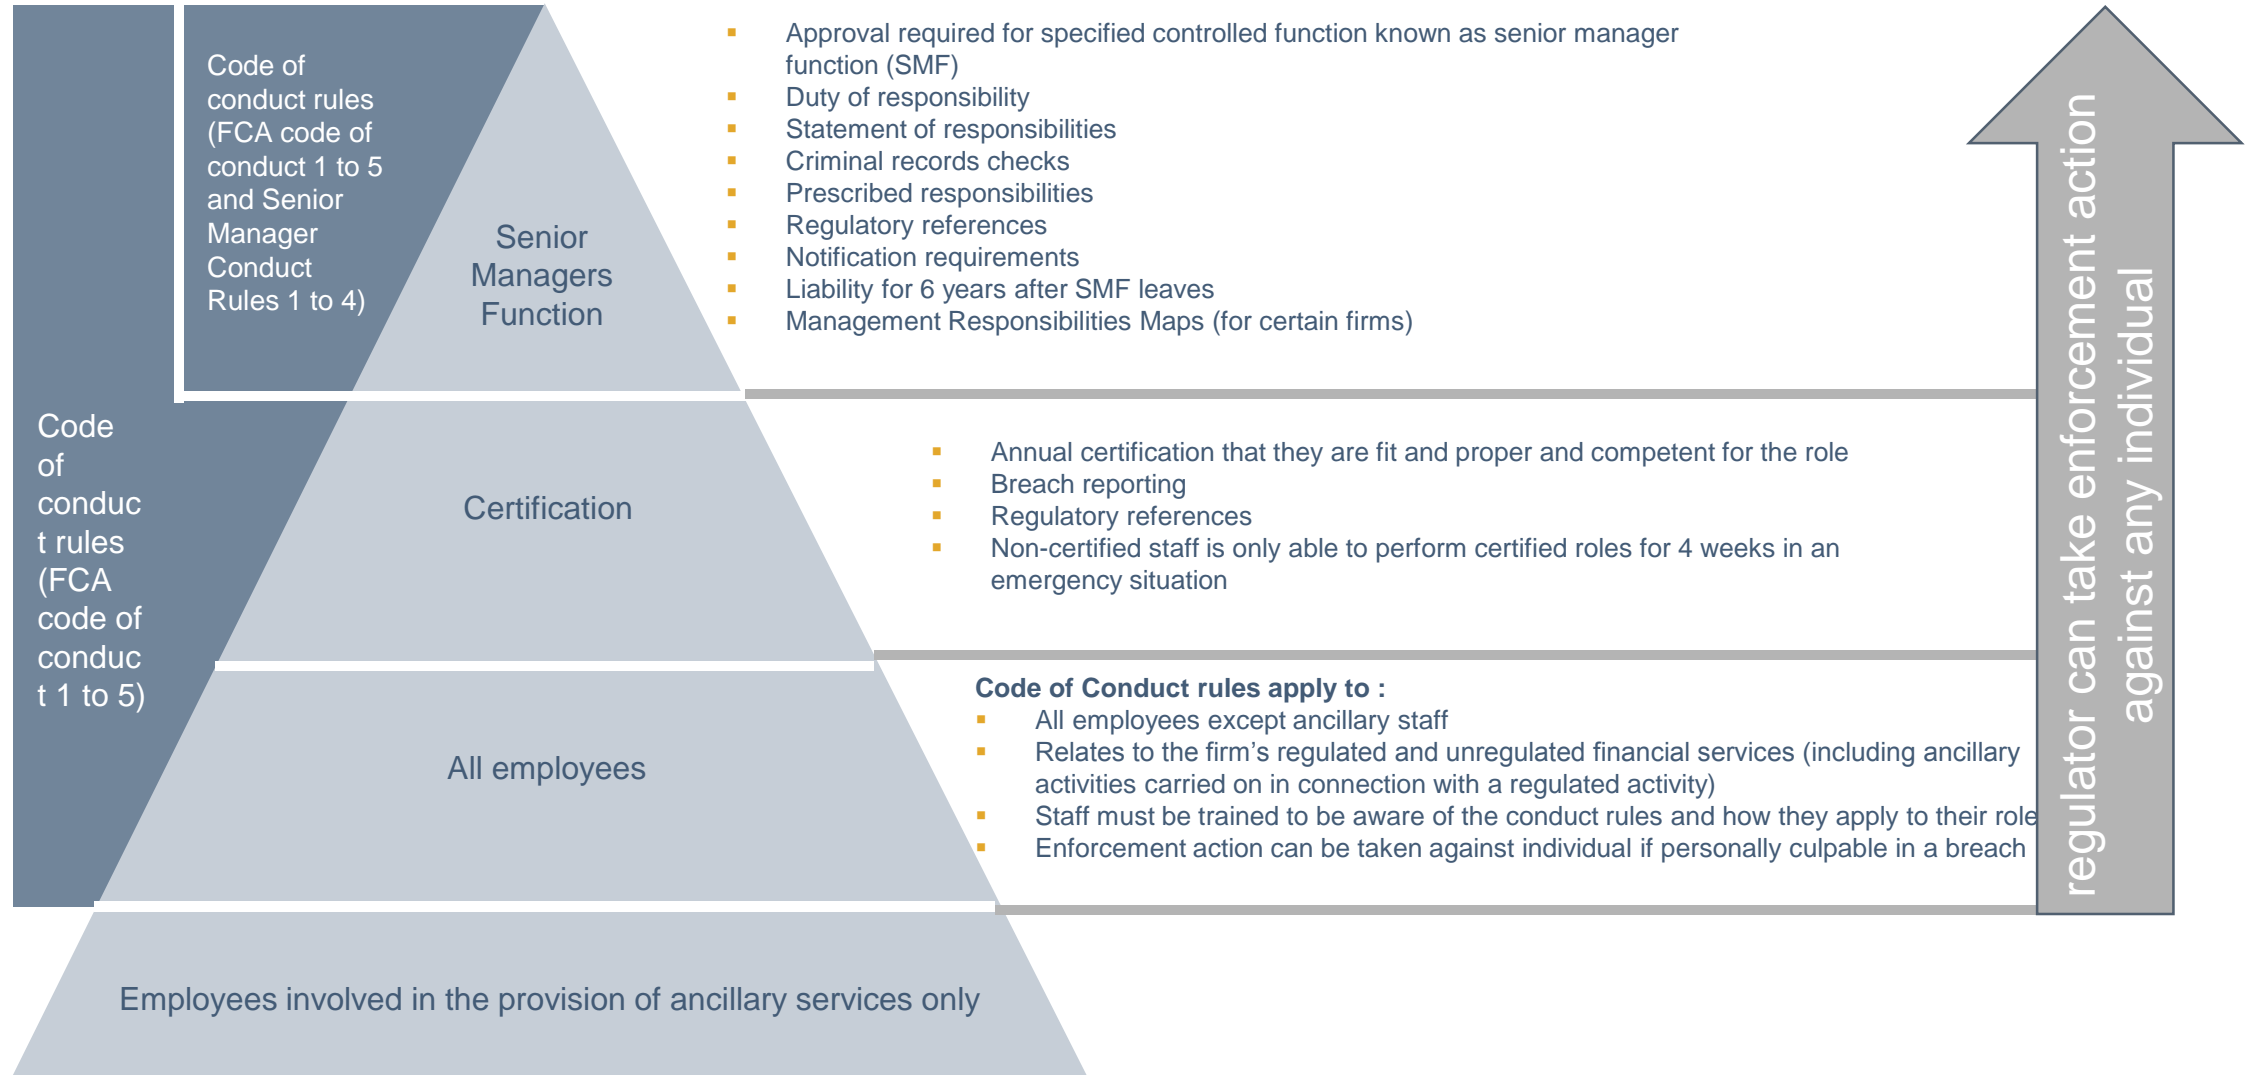 Code of
conduct rules
(FCA code of
conduct 1 to 5
and Senior
Manager
Conduct
Rules 1 to 4)
Code
of
conduc
t rules
(FCA
code of
conduc
t 1 to 5)
Senior
Managers
Function
▪ Approval required for specified controlled function known as senior manager
function (SMF)
▪ Duty of responsibility
▪ Statement of responsibilities
▪ Criminal records checks
▪ Prescribed responsibilities
▪ Regulatory references
▪ Notification requirements
▪ Liability for 6 years after SMF leaves
▪ Management Responsibilities Maps (for certain firms)
Certification
▪ Annual certification that they are fit and proper and competent for the role
▪ Breach reporting
▪ Regulatory references
▪ Non-certified staff is only able to perform certified roles for 4 weeks in an
emergency situation
All employees
Code of Conduct rules apply to :
▪ All employees except ancillary staff
▪ Relates to the firm’s regulated and unregulated financial services (including ancillary
activities carried on in connection with a regulated activity)
▪ Staff must be trained to be aware of the conduct rules and how they apply to their role
▪ Enforcement action can be taken against individual if personally culpable in a breach
Employees involved in the provision of ancillary services only
regulator can take enforcement action
against any individual